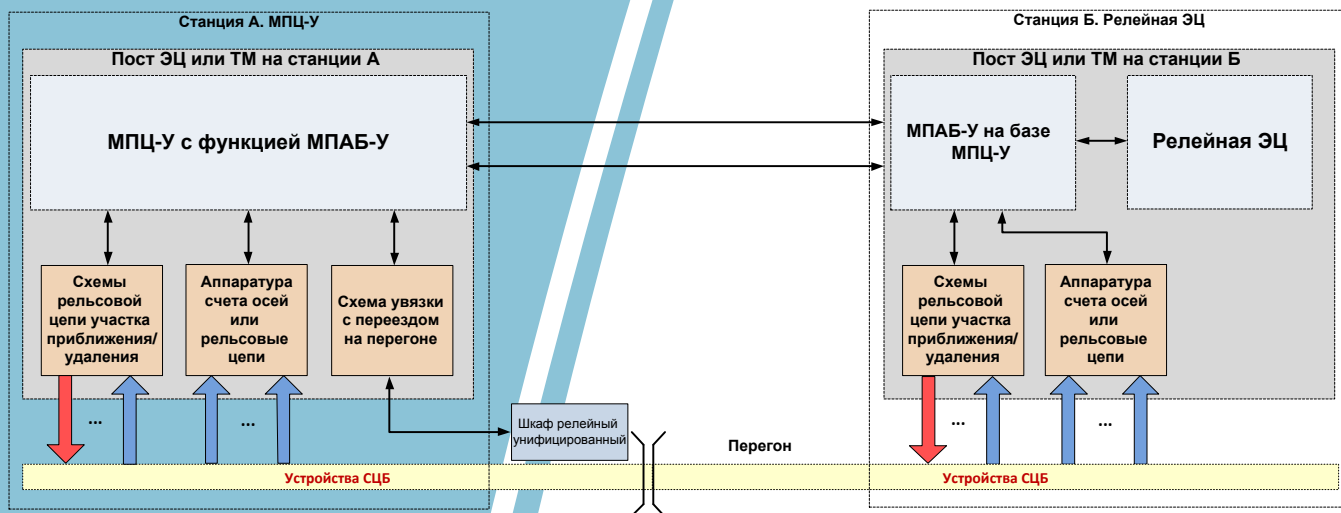 Станция А. МПЦ-У
Пост ЭЦ или ТМ на станции А
МПЦ-У с функцией МПАБ-У
Схемы
рельсовой
цепи участка
приближения/
удаления
Аппаратура
счета осей
или
рельсовые
цепи
Схема увязки
с переездом
на перегоне
...
...
Шкаф релейный
унифицированный
Перегон
Устройства СЦБ
Станция Б. Релейная ЭЦ
Пост ЭЦ или ТМ на станции Б
МПАБ-У на базе
МПЦ-У
Релейная ЭЦ
Схемы
рельсовой
цепи участка
приближения/
удаления
Аппаратура
счета осей
или
рельсовые
цепи
...
...
Устройства СЦБ